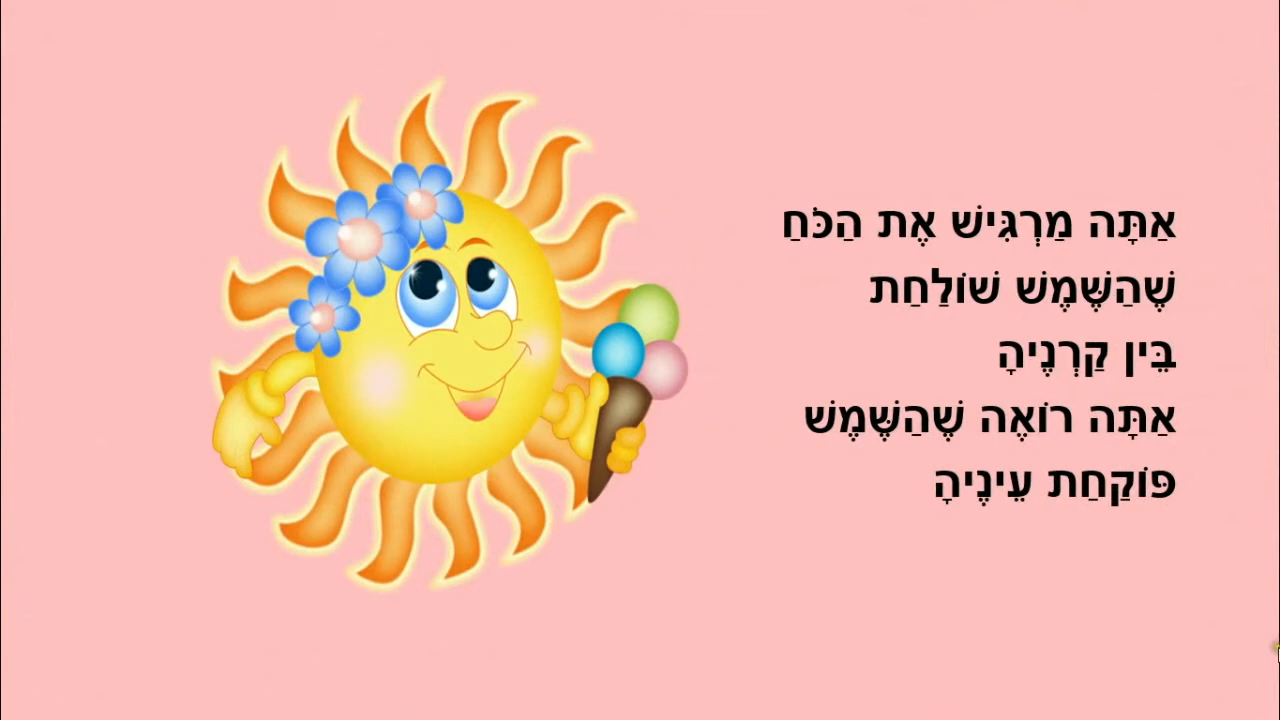 אַתָּה מַרְגִּישׁ אֶת הַכֹּחַ
שֶׁהַשֶּׁמֶשׁ שׁוֹלַחַת
בֵּין קַרְנֶיהָ
אַתָּה רוֹאֶה שֶׁהַשֶּׁמֶשׁ
פּוֹקַחַת עֵינֶיהָ